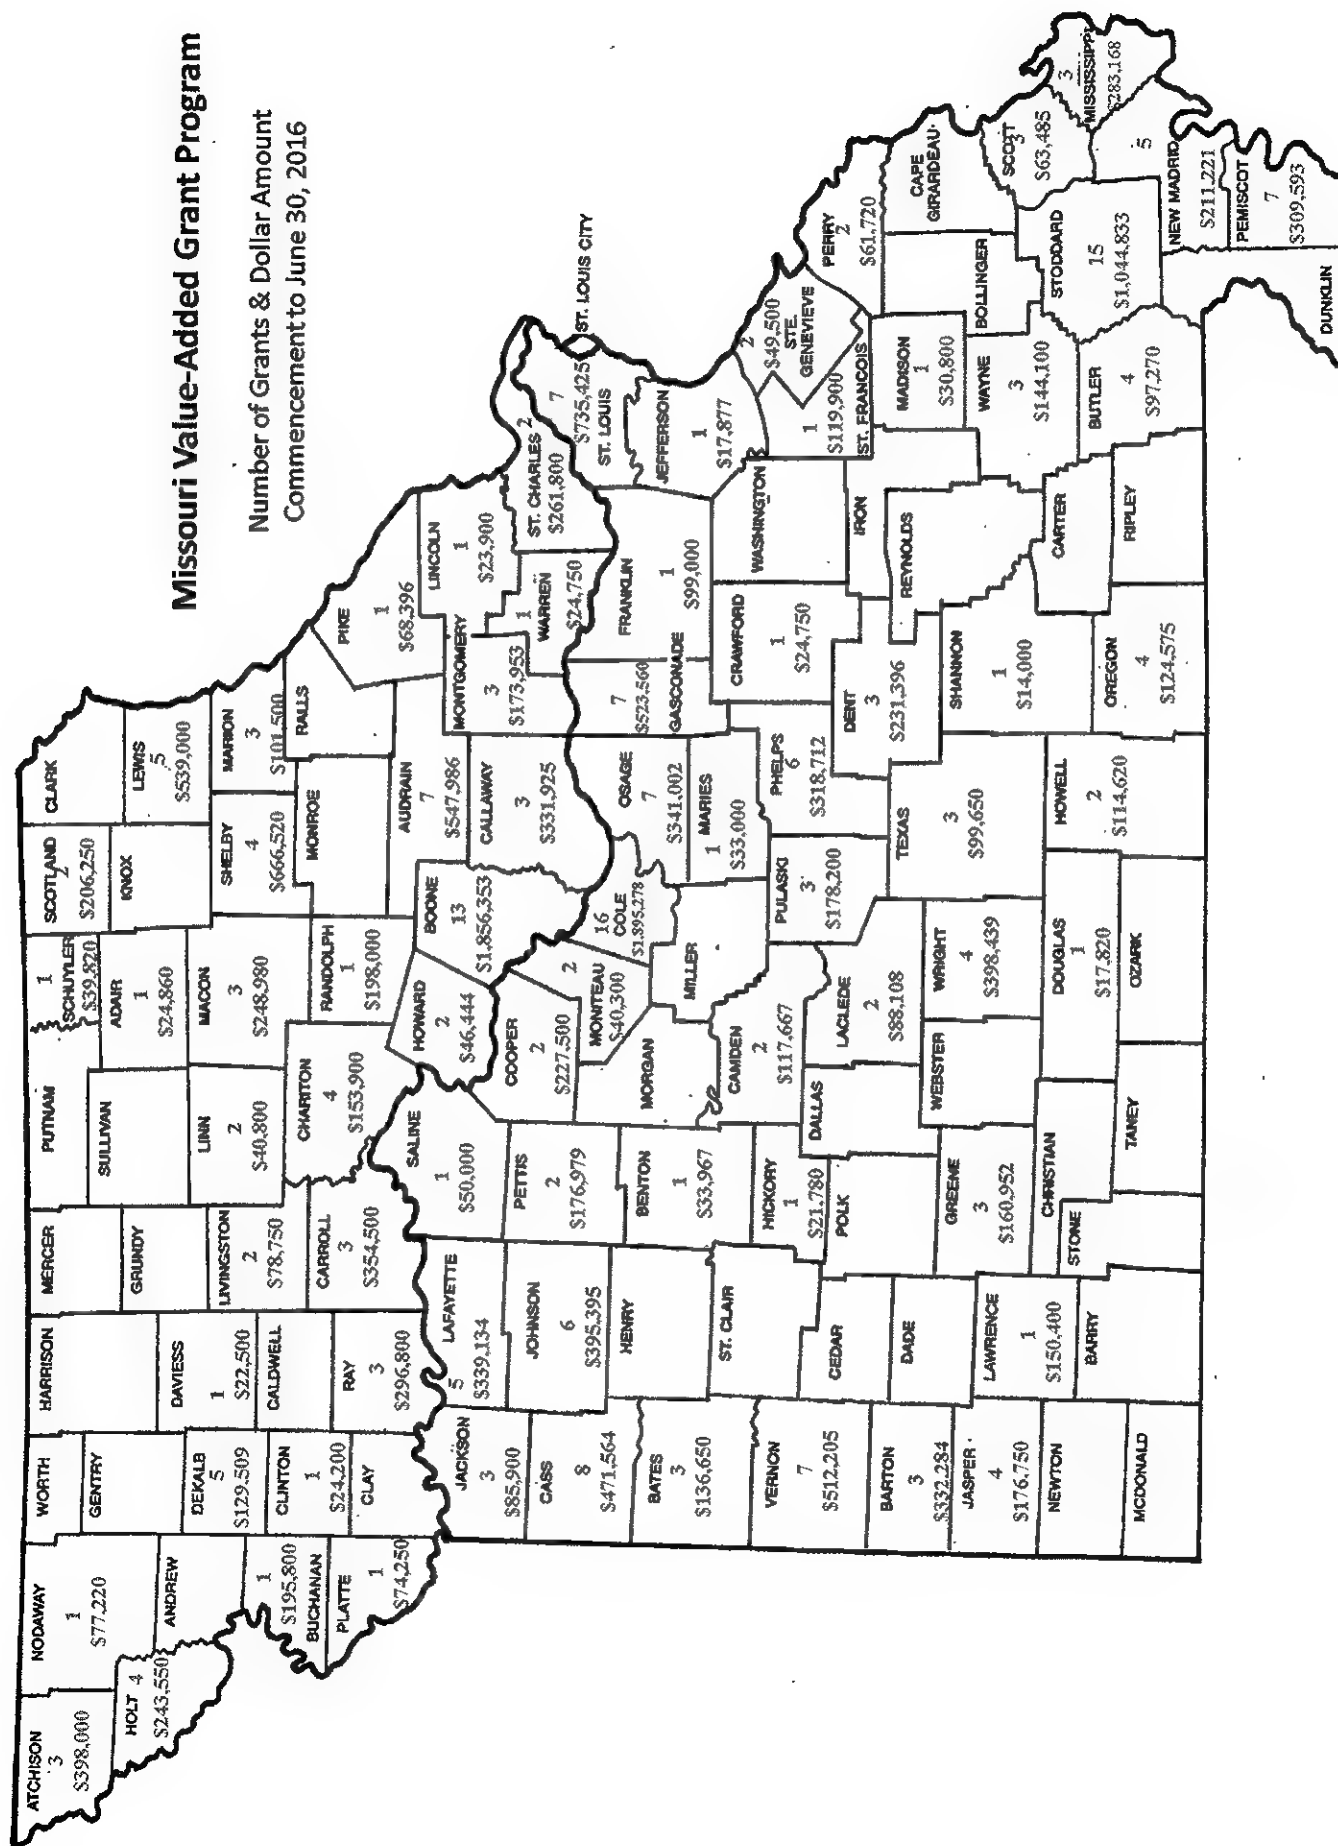 Missouri Value-Added Grant Program
Number of Grants & Dollar Amount
Commencement to June 30, 2016
ATCHISON
3
$398,000
NODAWAY
1
$77,220
HOLT 4
$243,550
ANDREW
1
$195,800
BUCHANAN
PLATTE
1
$74,250
WORTH
GENTRY
DEKALB
5
$129,509
CLINTON
1
$24,200
CLAY
HARRISON
DAVIESS
1
$22,500
CALDWELL
RAY
3
$296,800
MERCER
GRUNDY
LIVINGSTON
2
$78,750
CARROLL
3
$354,500
PUTNAM
SULLIVAN
LINN
2
$40,800
CHARITON
4
$153,900
1
SCHUYLER
$39,820
ADAIR
1
$24,860
MACON
3
$248,980
RANDOLPH
1
$198,000
HOWARD
2
$46,444
SCOTLAND
2
$206,250
KNOX
SHELBY
4
$66,520
MONROE
CLARK
LEWIS
5
$539,000
MARION
3
$101,500
RALLS
AUDRAIN
7
$547,986
PIKE
1
$68,396
LINCOLN
1
$23,900
MONTGOMERY
3
$173,953
1
WARREN
$24,750
ST. CHARLES 2
$261,800
7
$735,425
ST. LOUIS
ST. LOUIS CITY
BOONE
13
$1,856,353
CALLAWAY
3
$331,925
JACKSON
3
$85,900
LAFAYETTE
5
$339,134
SALINE
1
$50,000
COOPER
2
$227,500
2
MONITEAU
$40,300
16
COLE
$1,895,278
OSAGE
7
$341,002
7
$523,560
GASCONADE
FRANKLIN
1
$99,000
JEFFERSON
1
$17,877
CASS
8
$471,564
JOHNSON
6
$395,395
PETTIS
2
$176,979
MORGAN
MILLER
MARIES
1
$33,000
BATES
3
$136,650
HENRY
BENTON
1
$33,967
CAMDEN
2
$117,667
PULASKI
3
$178,200
PHELPS
6
$318,712
CRAWFORD
1
$24,750
WASHINGTON
2
$49,500
STE.
GENEVIEVE
1
$119,900
ST. FRANCOIS
PERRY
2
$61,720
VERNON
7
$512,205
ST. CLAIR
HICKORY
1
$21,780
DALLAS
LACLEDE
2
$88,108
DENT
3
$231,396
IRON
MADISON
1
$30,800
BOLLINGER
CAPE
GIRARDEAU
CEDAR
POLK
TEXAS
3
$99,650
REYNOLDS
WAYNE
3
$144,100
SCOTT
3
$63,485
3
MISSISSIPPI
$283,168
BARTON
3
$332,284
DADE
GREENE
3
$160,952
WEBSTER
WRIGHT
4
$398,439
SHANNON
1
$14,000
CARTER
BUTLER
4
$97,270
STODDARD
15
$1,044,833
5
NEW MADRID
$211,221
JASPER
4
$176,750
LAWRENCE
1
$150,400
CHRISTIAN
DOUGLAS
1
$17,820
HOWELL
2
$114,620
OREGON
4
$124,575
RIPLEY
NEWTON
MCDONALD
BARRY
STONE
TANEY
OZARK
DUNKLIN
PEMISCOT
7
$309,593